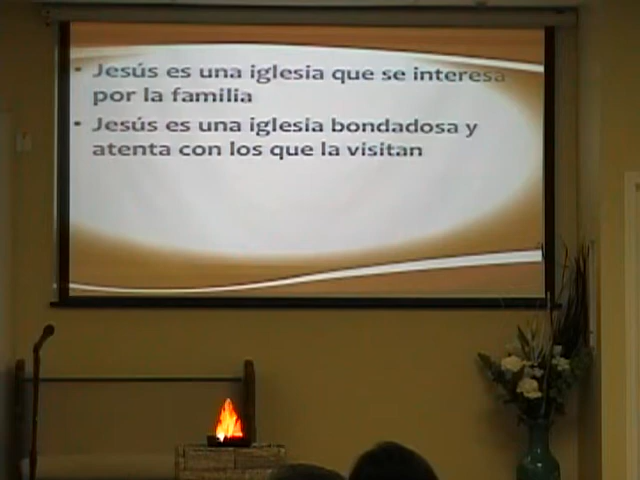 • Jesús es una iglesia que se interesa
por la familia
• Jesús es una iglesia bondadosa y
atenta con los que la visitan